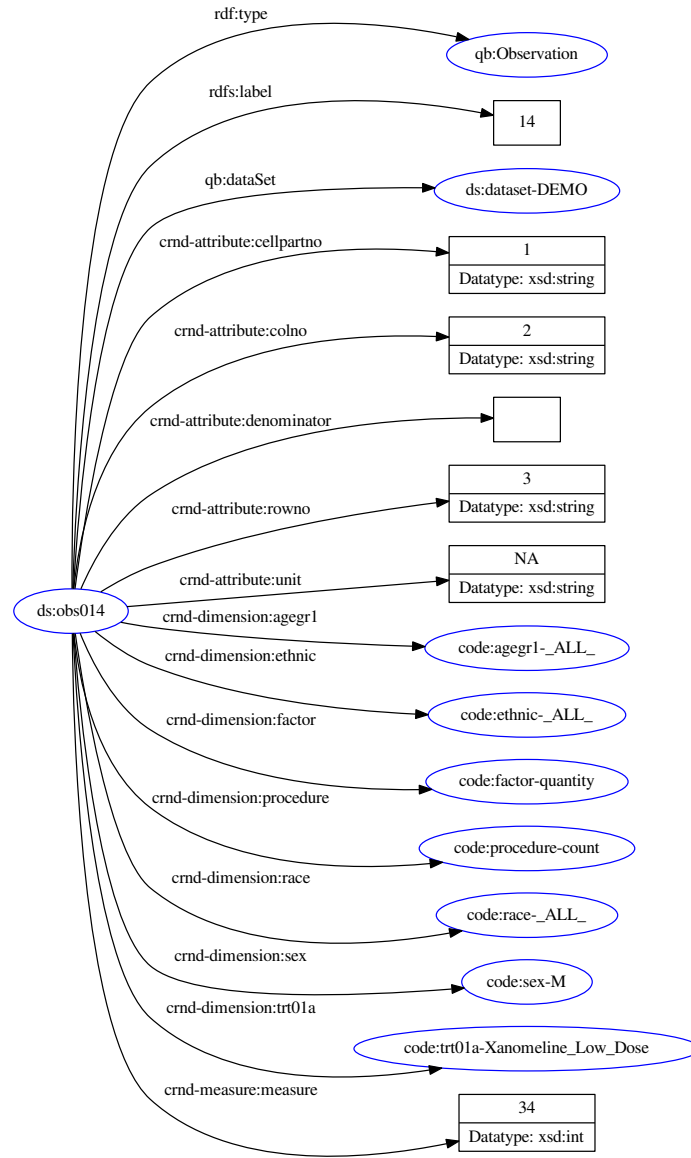 rdf:type
qb:Observation
rdfs:label
14
qb:dataSet
ds:dataset-DEMO
crnd-attribute:cellpartno
1
Datatype: xsd:string
crnd-attribute:colno
2
Datatype: xsd:string
crnd-attribute:denominator
crnd-attribute:rowno
3
Datatype: xsd:string
crnd-attribute:unit
NA
Datatype: xsd:string
ds:obs014
crnd-dimension:agegr1
code:agegr1-_ALL_
crnd-dimension:ethnic
code:ethnic-_ALL_
crnd-dimension:factor
code:factor-quantity
crnd-dimension:procedure
code:procedure-count
crnd-dimension:race
code:race-_ALL_
crnd-dimension:sex
code:sex-M
crnd-dimension:trt01a
code:trt01a-Xanomeline_Low_Dose
crnd-measure:measure
34
Datatype: xsd:int